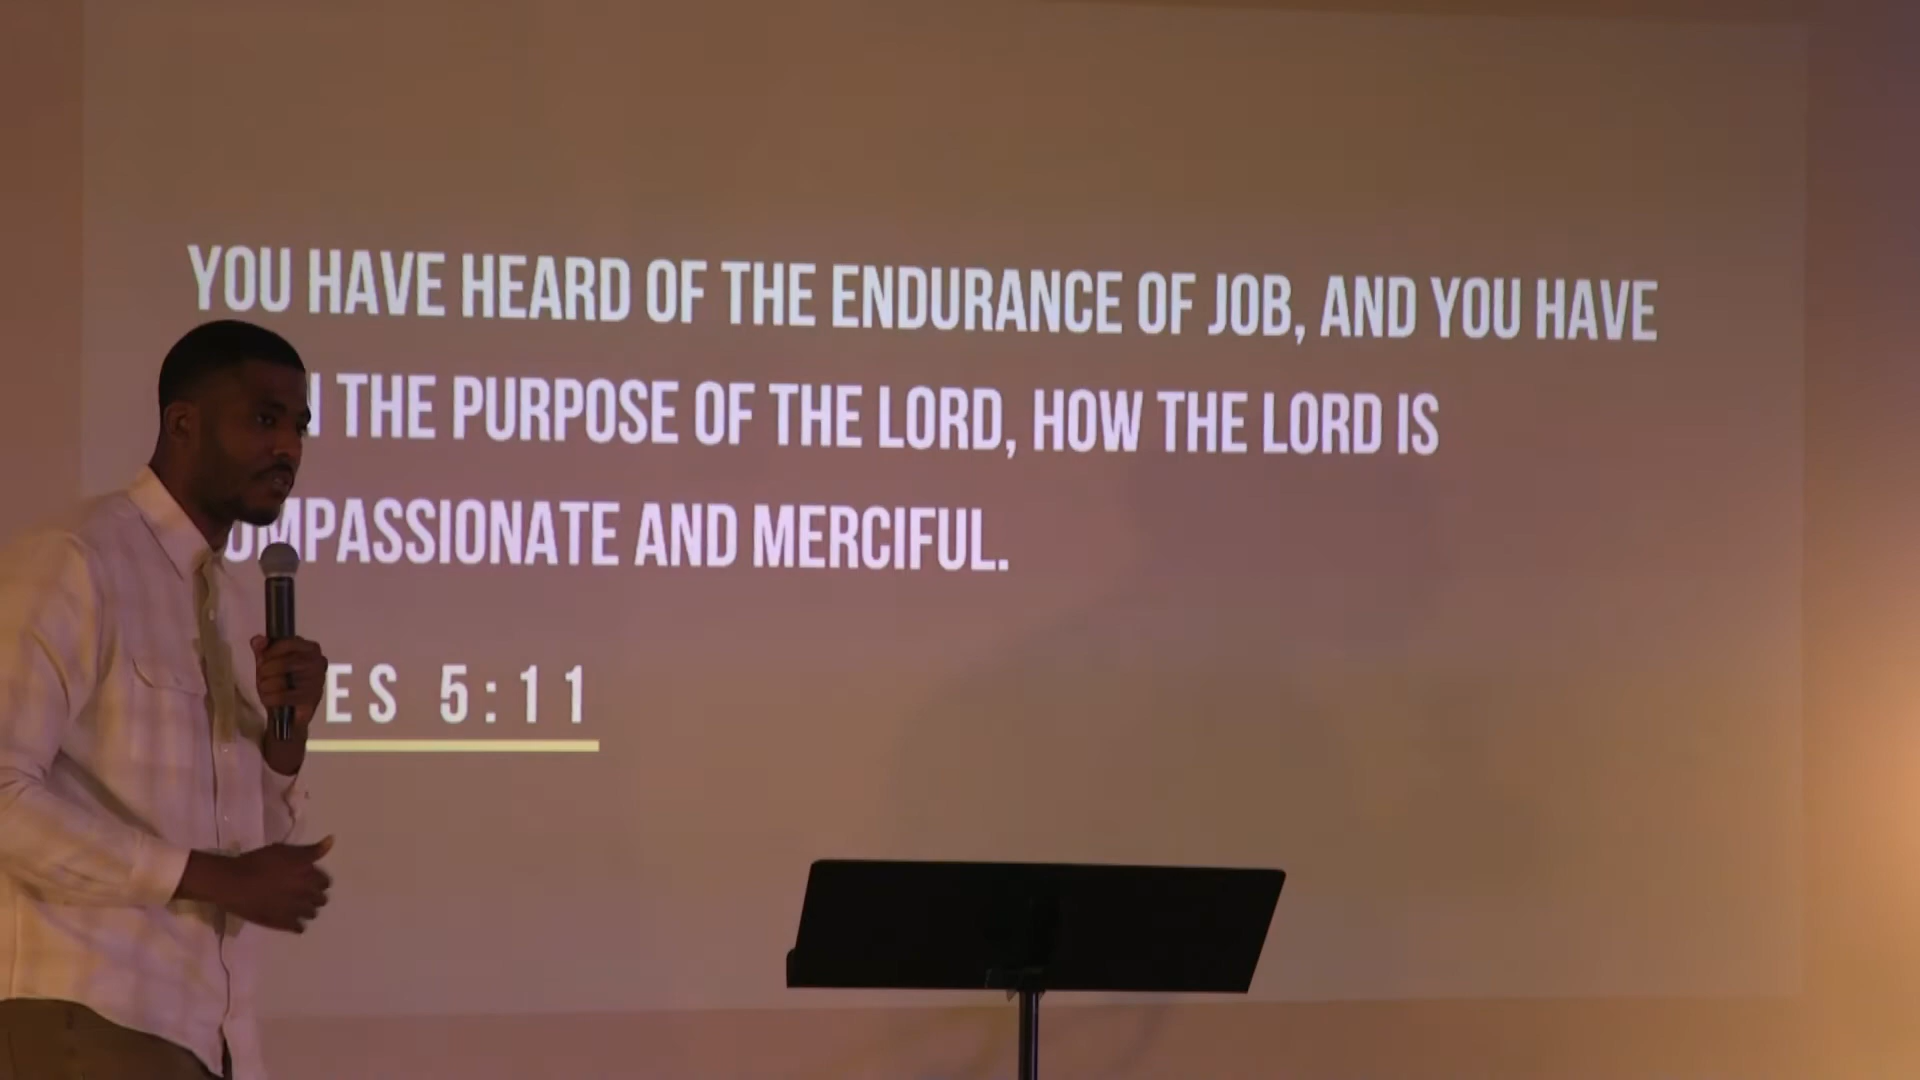 YOU HAVE HEARD OF THE ENDURANCE OF JOB, AND YOU HAVE
THE PURPOSE OF THE LORD, HOW THE LORD IS
OMPASSIONATE AND MERCIFUL.
ES 5:11